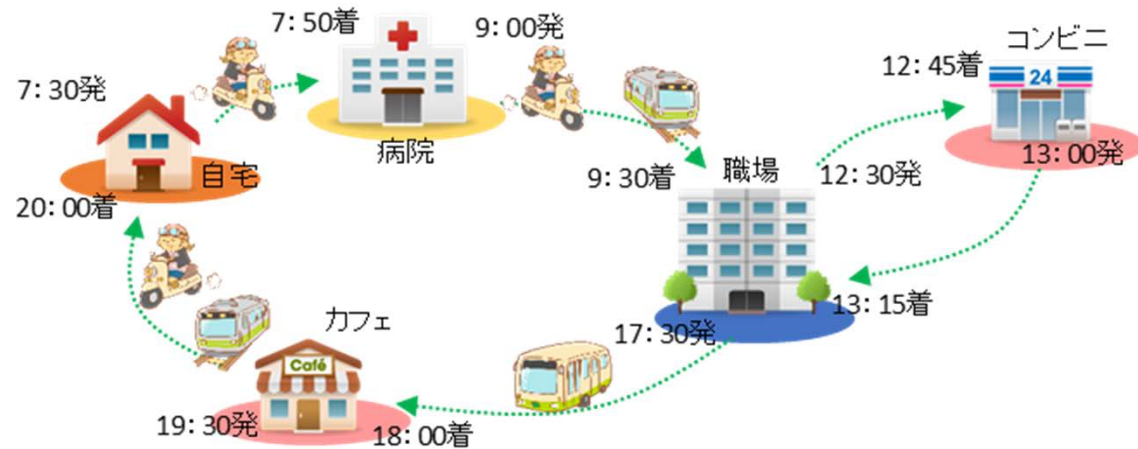 7：30発
自宅
7：50着
病院
9：00発
9：30着
職場
12：30発
コンビニ
12：45着
24
13：00発
13：15着
17：30発
カフェ
Café
18：00着
19：30発
20：00着